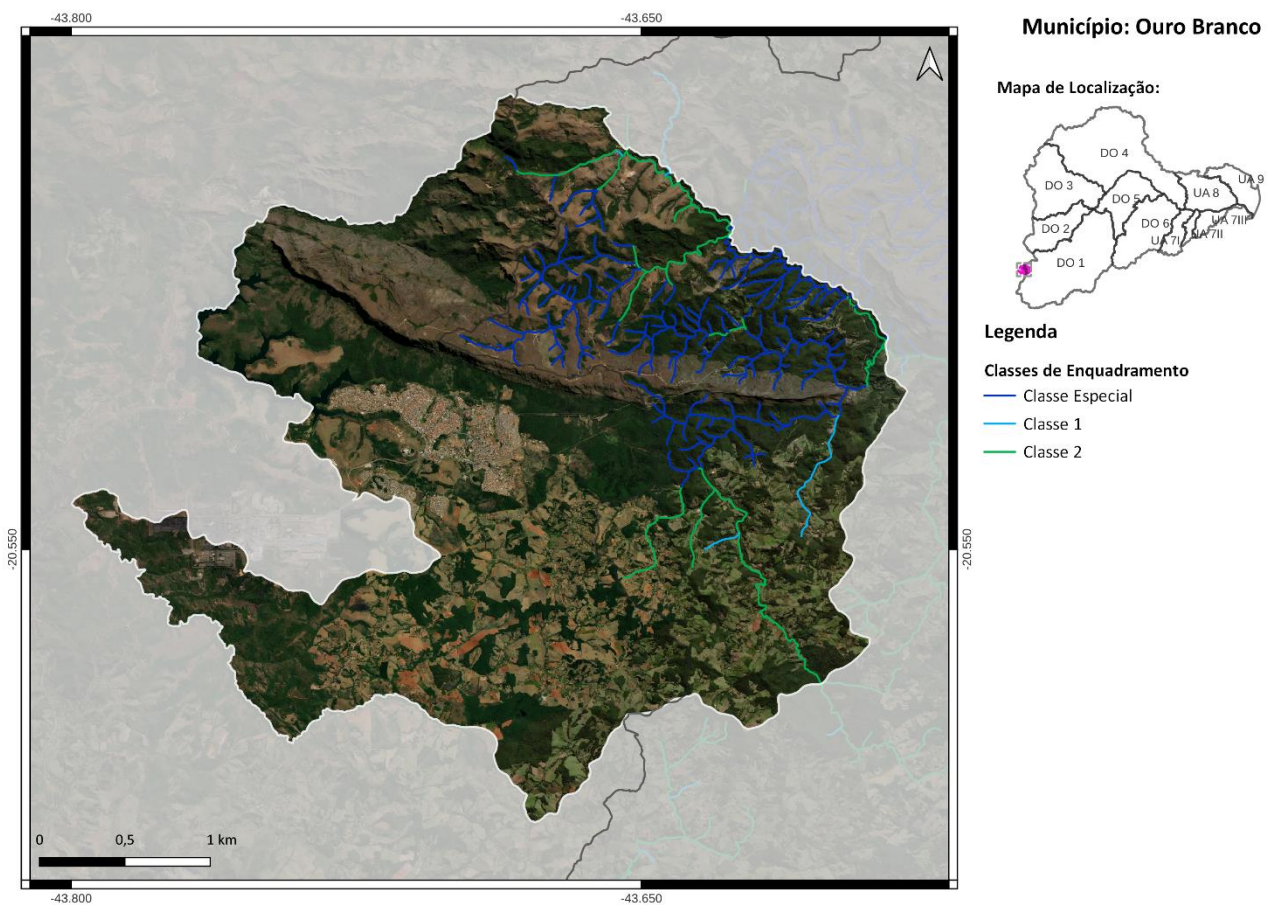 -43.800
-43.650
Município: Ouro Branco
Mapa de Localização:
DO 4
DO 3
UA 9
UA 8
DO 5
DO 2
DO 6
UA 7III
UA 7II
UA 7I
DO 1
Legenda
Classes de Enquadramento
Classe Especial
Classe 1
Classe 2
-20.550
-20.550
0 0,5 1 km
-43.800
-43.650